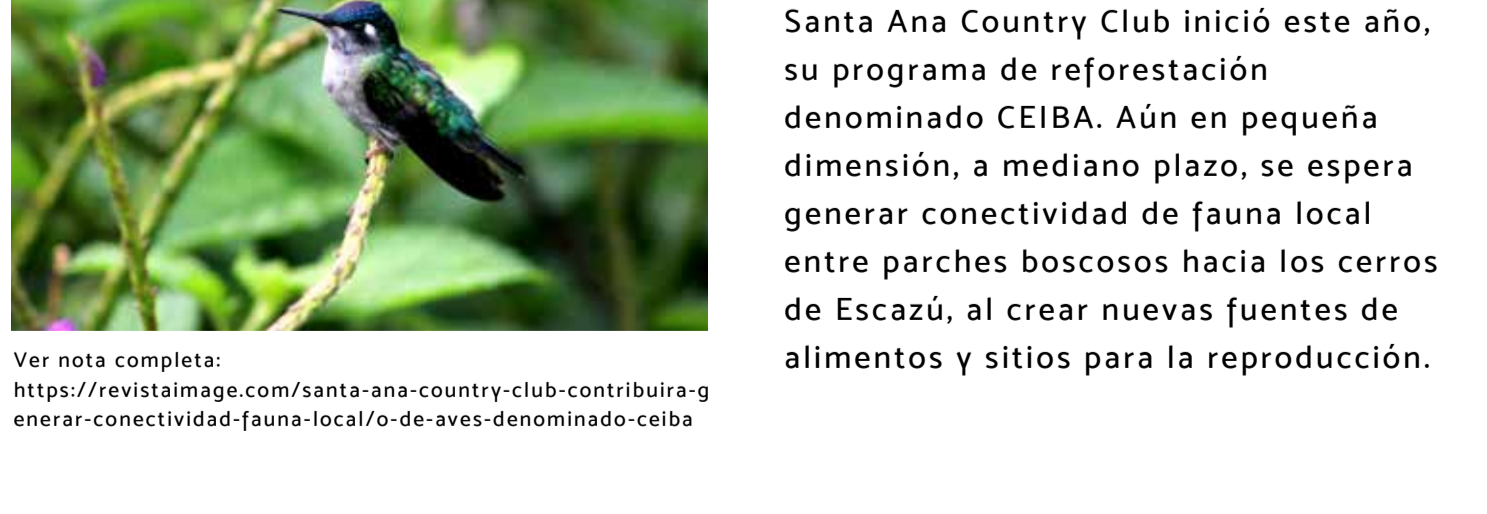 Santa Ana Country Club inició este año,
su programa de reforestación
denominado CEIBA. Aún en pequeña
dimensión, a mediano plazo, se espera
generar conectividad de fauna local
entre parches boscosos hacia los cerros
de Escazú, al crear nuevas fuentes de
alimentos y sitios para la reproducción.
Ver nota completa:
https://revistaimage.com/santa-ana-country-club-contribuira-g
enerar-conectividad-fauna-local/o-de-aves-denominado-ceiba